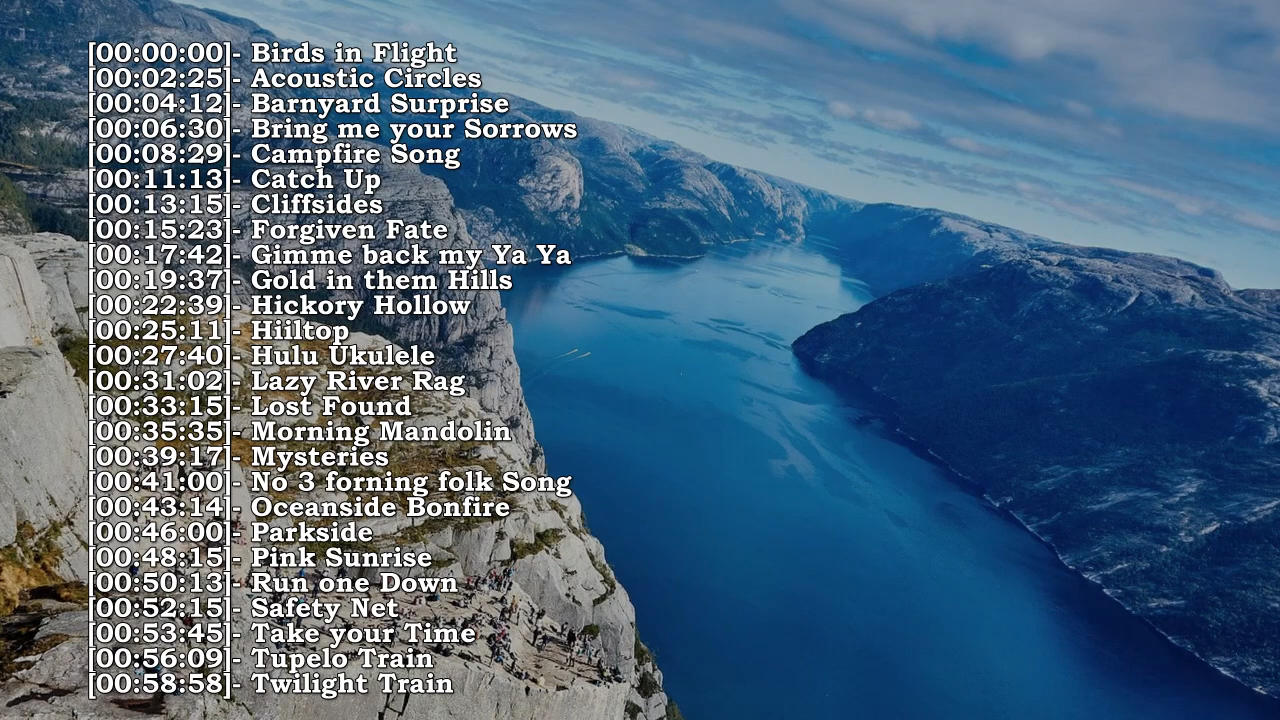 [00:00:00]- Birds in Flight
[00:02:25]- Acoustic Circles
[00:04:12]- Barnyard Surprise
[00:06:30]- Bring me your Sorrows
[00:08:29]- Campfire Song
[00:11:13]- Catch Up
[00:13:15]- Cliffsides
[00:15:23]- Forgiven Fate
[00:17:42]- Gimme back my Ya Ya
[00:19:37]- Gold in them Hills
[00:22:39]- Hickory Hollow
[00:25:11]- Hiiltop
[00:27:40]- Hulu Ukulele
[00:31:02]- Lazy River Rag
[00:33:15]- Lost Found
[00:35:35]- Morning Mandolin
[00:39:17]- Mysteries
[00:41:00]- No 3 forning folk Song
[00:43:14]- Oceanside Bonfire
[00:46:00]- Parkside
[00:48:15]- Pink Sunrise
[00:50:13]- Run one Down
[00:52:15]- Safety Net
[00:53:45]- Take your Time
[00:56:09]- Tupelo Train
[00:58:58]- Twilight Train